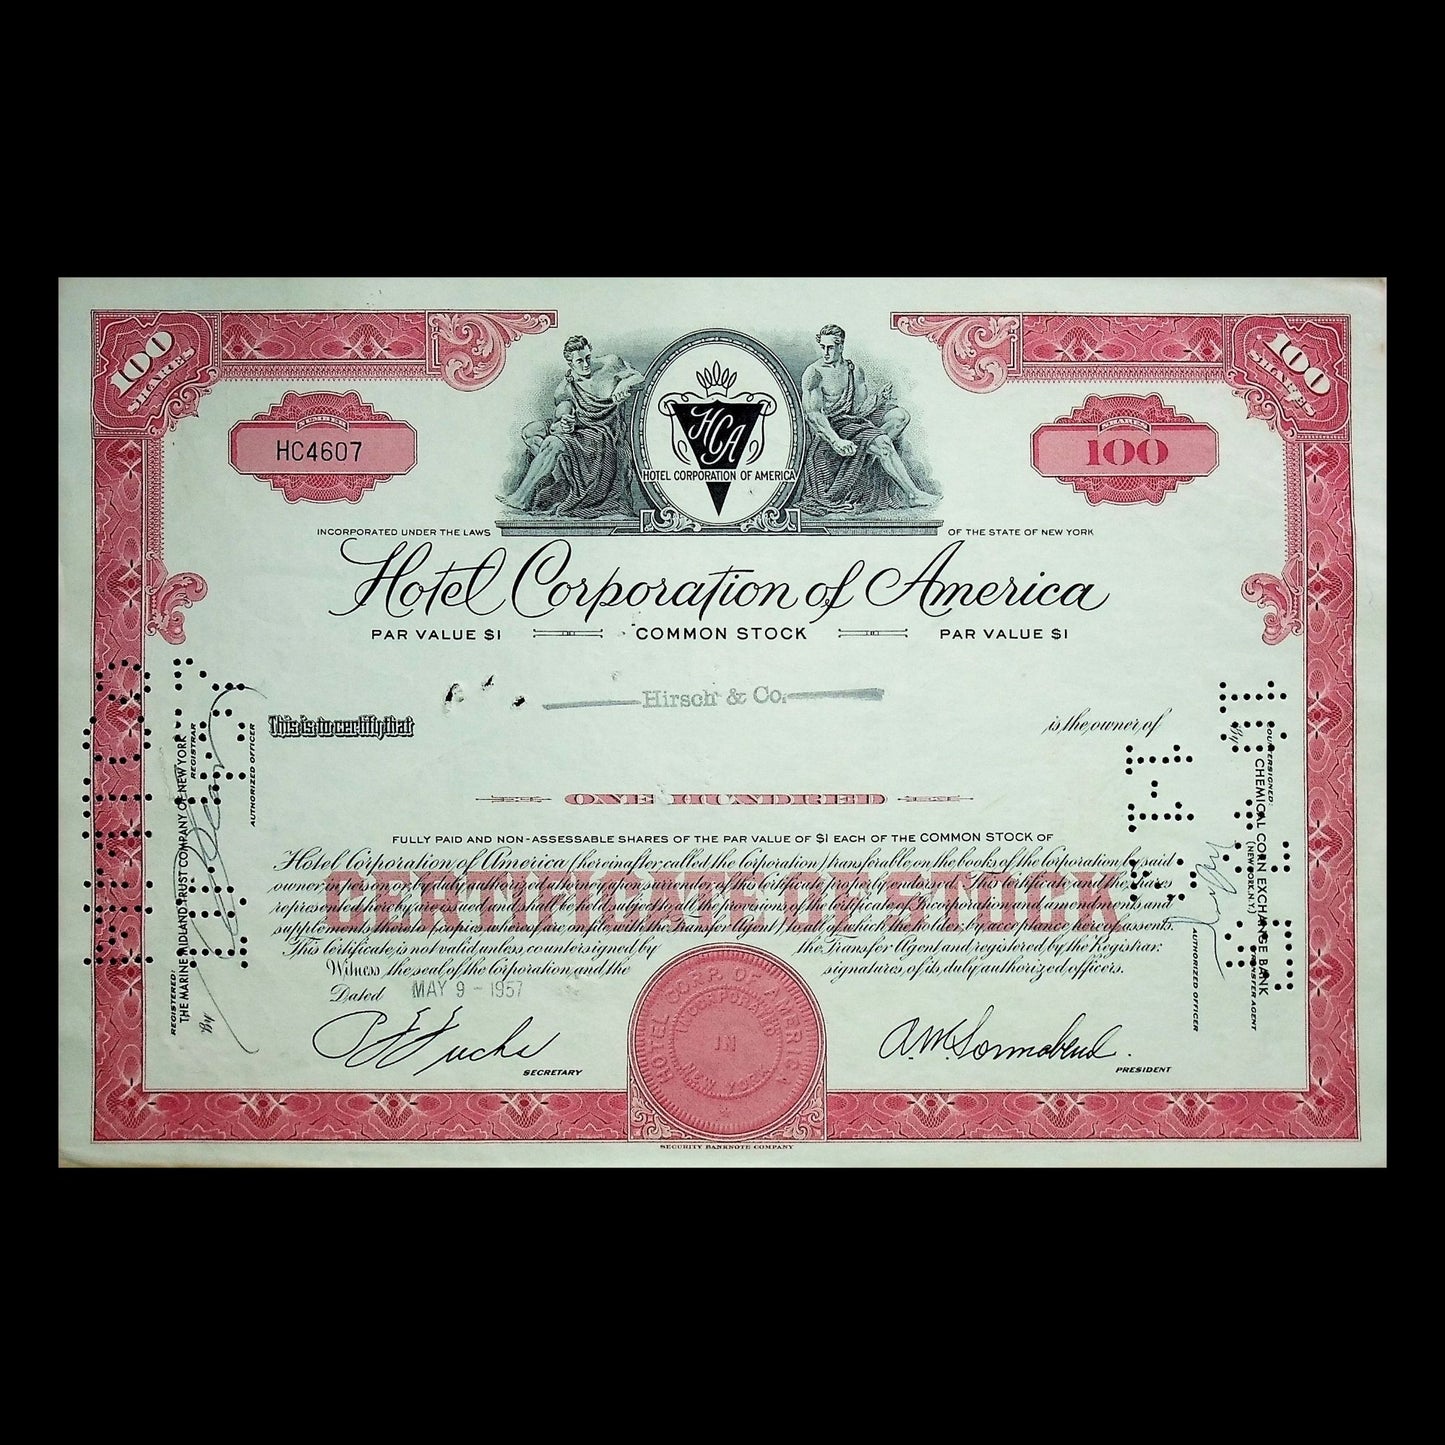 100 SHARES
100 SHARES
NUMBER
HC4607
HCA
HOTEL CORPORATION OF AMERICA
SHARES
100
INCORPORATED UNDER THE LAWS OF THE STATE OF NEW YORK
Hotel Corporation of America
PAR VALUE $1 COMMON STOCK PAR VALUE $1
Hirsch & Co.
This is to certify that is the owner of
ONE HUNDRED
FULLY PAID AND NON-ASSESSABLE SHARES OF THE PAR VALUE OF $1 EACH OF THE COMMON STOCK OF
Hotel Corporation of America (hereinafter called the Corporation) transferable on the books of the Corporation by said
owner in person or by duly authorized attorney upon surrender of this Certificate properly endorsed. This Certificate and the shares
represented hereby are issued and shall be held subject to all the provisions of the Certificate of Incorporation and amendments and
supplements thereto (copies whereof are on file with the Transfer Agent) to all of which the holder, by acceptance hereof assents.
This certificate is not valid unless countersigned by the Transfer Agent and registered by the Registrar.
Witness the seal of the Corporation and the signatures of its duly authorized officers.
CERTIFICATE OF STOCK
Dated MAY 9 - 1957
SECRETARY
A.M. Sonnabend.
PRESIDENT
HOTEL CORP. OF AMERICA
INCORPORATED
IN
NEW YORK
SECURITY BANKNOTE COMPANY
REGISTERED:
THE MARINE MIDLAND TRUST COMPANY OF NEW YORK
REGISTRAR
By
AUTHORIZED OFFICER
COUNTERSIGNED:
CHEMICAL CORN EXCHANGE BANK
(NEW YORK, N.Y.) TRANSFER AGENT
By
AUTHORIZED OFFICER